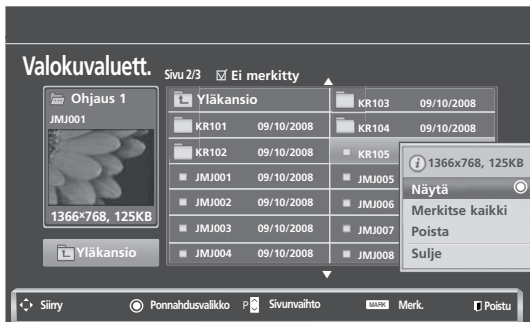 Valokuvaluett. Sivu 2/3 Ei merkitty
Ohjaus 1
JMJ001
1366×768, 125KB
Yläkansio
Yläkansio
KR101 09/10/2008
KR102 09/10/2008
JMJ001 09/10/2008
JMJ002 09/10/2008
JMJ003 09/10/2008
JMJ004 09/10/2008
KR103 09/10/2008
KR104 09/10/2008
KR105
JMJ005
JMJ006
JMJ007
JMJ008
i 1366x768, 125KB
Näytä
Merkitse kaikki
Poista
Sulje
Siirry Ponnahdusvalikko P Sivunvaihto MARK Merk. Poistu